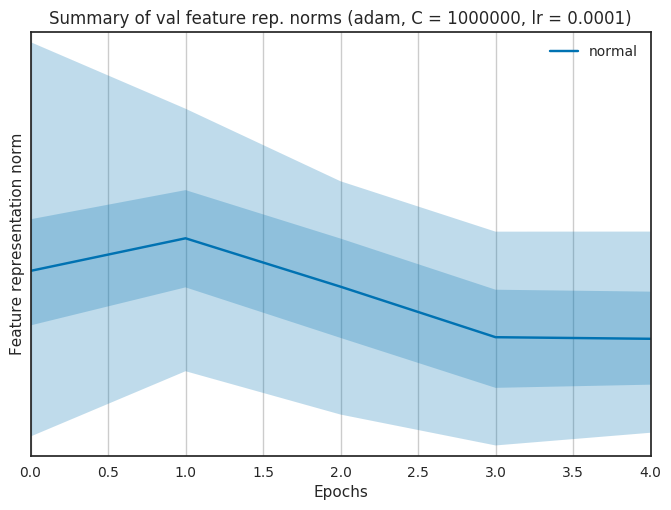 Summary of val feature rep. norms (adam, C = 1000000, lr = 0.0001)
normal
Feature representation norm
0.0 0.5 1.0 1.5 2.0 2.5 3.0 3.5 4.0
Epochs